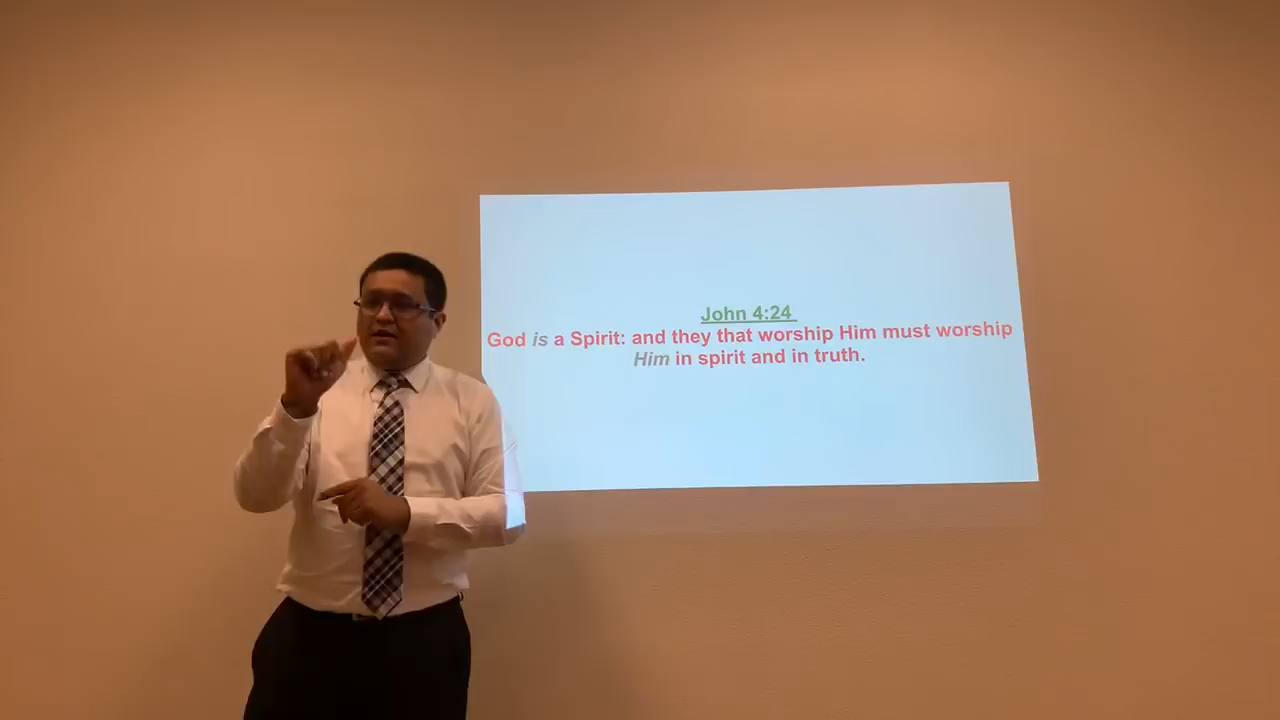 John 4:24
God is a Spirit: and they that worship Him must worship
Him in spirit and in truth.